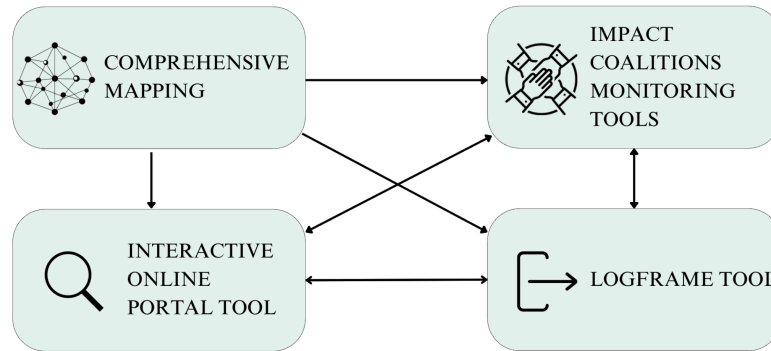 COMPREHENSIVE
MAPPING
IMPACT
COALITIONS
MONITORING
TOOLS
INTERACTIVE
ONLINE
PORTAL TOOL
LOGFRAME TOOL